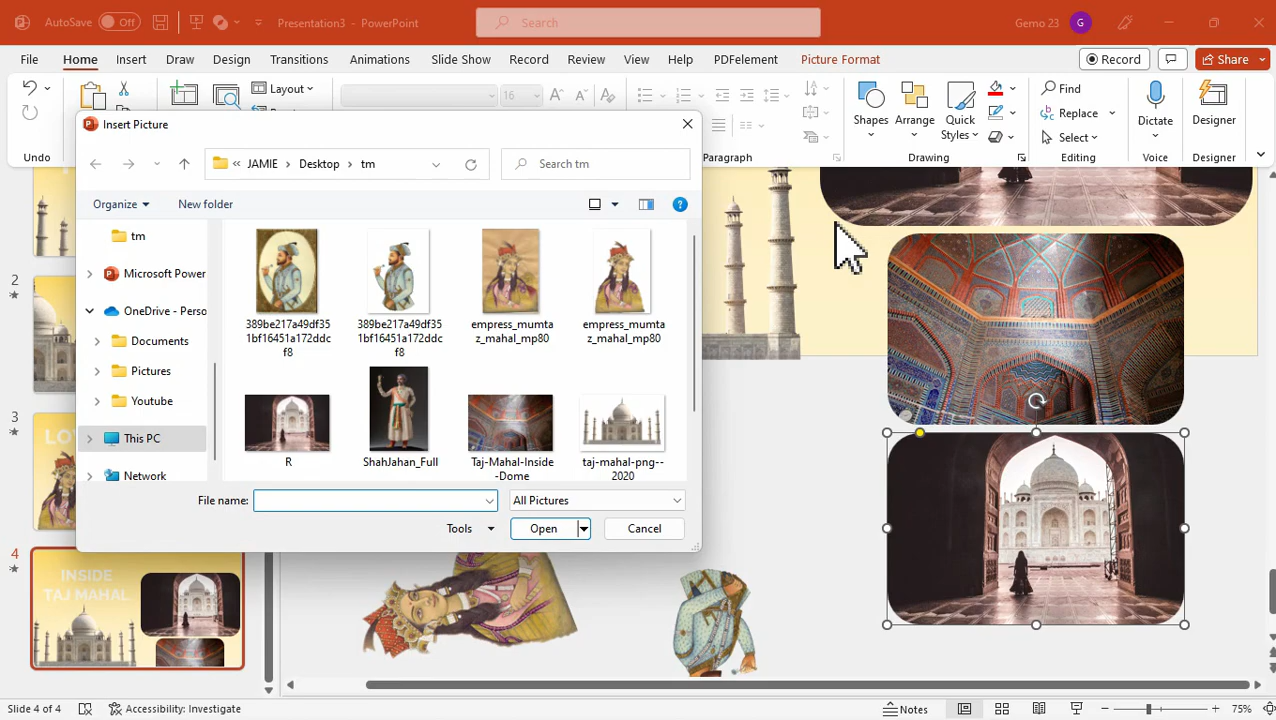 AutoSave Off Presentation3 • PowerPoint Search Gemo 23 G
File Home Insert Draw Design Transitions Animations Slide Show Record Review View Help PDFelement Picture Format Record Share
Layout 16 Find
Replace
Select
Shapes Arrange Quick Styles Dictate Designer
Undo Paragraph Drawing Voice Designer
Insert Picture
« JAMIE > Desktop > tm Search tm
Organize New folder
tm
Microsoft Power
OneDrive - Perso
Documents
Pictures
Youtube
This PC
Network
389be217a49df35
1bf16451a172ddc
f8
389be217a49df35
1bf16451a172ddc
f8
empress_mumta
z_mahal_mp80
empress_mumta
z_mahal_mp80
R
ShahJahan_Full
Taj-Mahal-Inside
-Dome
taj-mahal-png--
2020
File name: All Pictures
Tools Open Cancel
2
3
4
INSIDE
TAJ MAHAL
Slide 4 of 4 Accessibility: Investigate Notes 75%